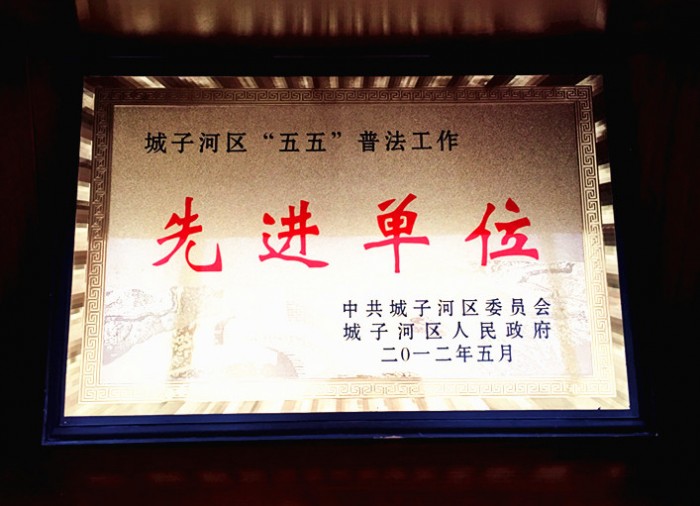 城子河区“五五”普法工作
先进单位
中共城子河区委员会
城子河区人民政府
二〇一二年五月